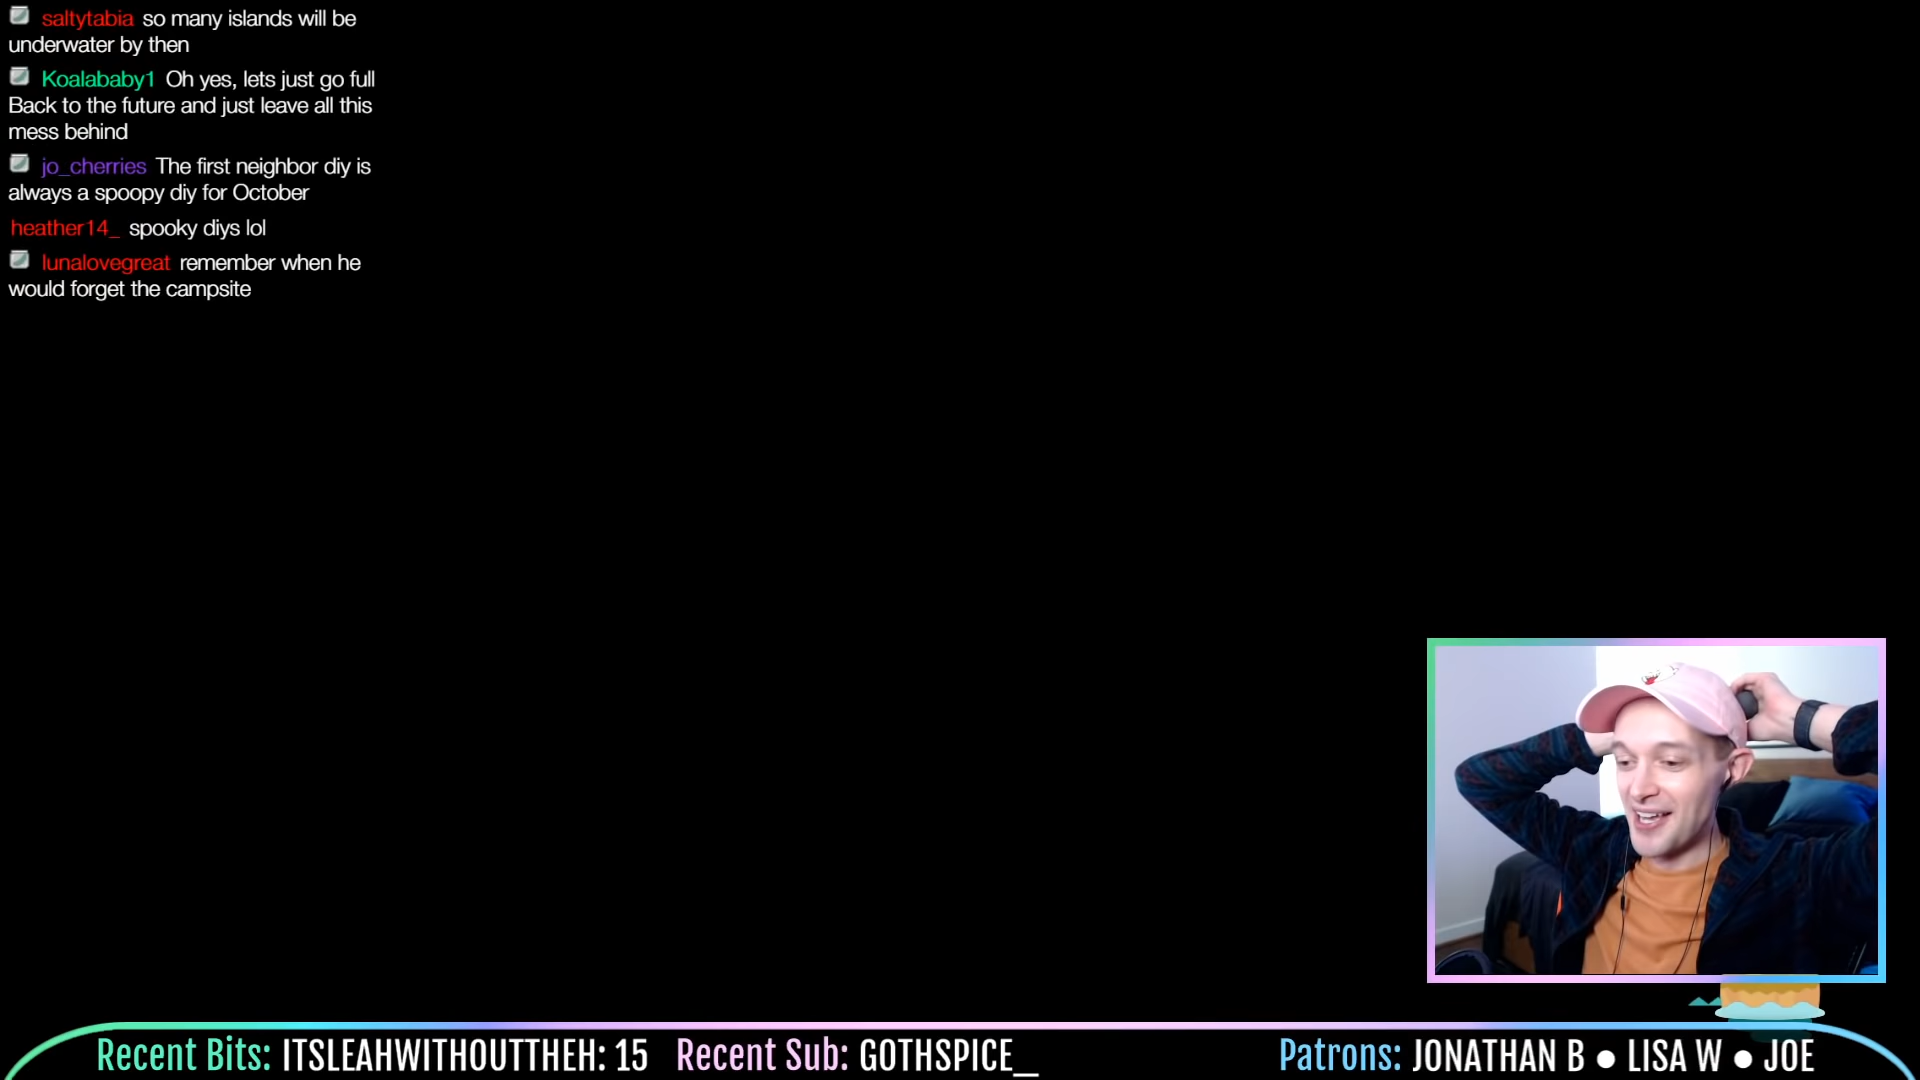 saltytabia so many islands will be
underwater by then
Koalababy1 Oh yes, lets just go full
Back to the future and just leave all this
mess behind
jo_cherries The first neighbor diy is
always a spoopy diy for October
heather14_ spooky diys lol
lunalovegreat remember when he
would forget the campsite
Recent Bits: ITSLEAHWITHOUTTHEH: 15 Recent Sub: GOTHSPICE_ Patrons: JONATHAN B ● LISA W ● JOE